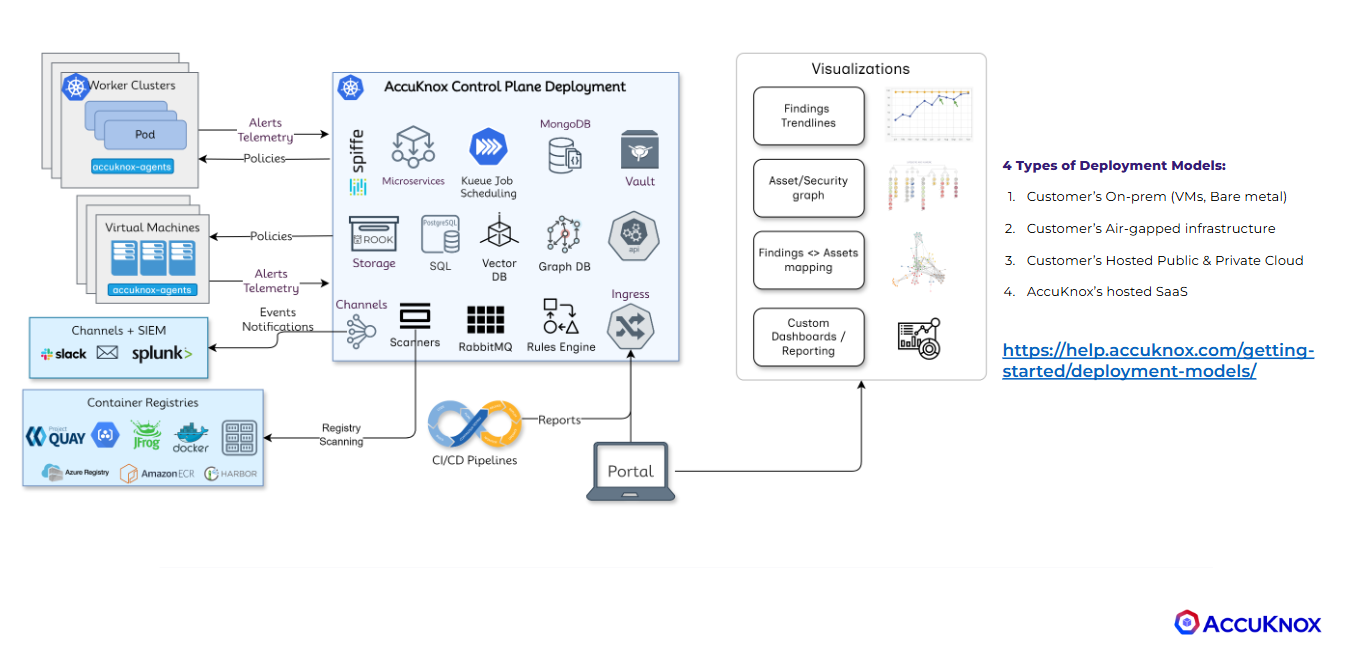 Worker Clusters
Pod
accuknox-agents
Alerts
Telemetry
Policies
Virtual Machines
accuknox-agents
Policies
Alerts
Telemetry
Events
Notifications
Channels + SIEM
slack
splunk>
Container Registries
Project
QUAY
JFrog
docker
Azure Registry
Amazon ECR
HARBOR
Registry
Scanning
AccuKnox Control Plane Deployment
spiffe
Microservices
Kueue Job
Scheduling
MongoDB
Vault
ROOK
Storage
PostgreSQL
SQL
Vector
DB
Graph DB
api
Channels
Scanners
RabbitMQ
Rules Engine
Ingress
CI/CD Pipelines
Reports
Portal
Visualizations
Findings
Trendlines
Asset/Security
graph
Findings <> Assets
mapping
Custom
Dashboards /
Reporting
4 Types of Deployment Models:
1. Customer’s On-prem (VMs, Bare metal)
2. Customer’s Air-gapped infrastructure
3. Customer’s Hosted Public & Private Cloud
4. AccuKnox’s hosted SaaS
https://help.accuknox.com/getting-
started/deployment-models/
ACCUKNOX